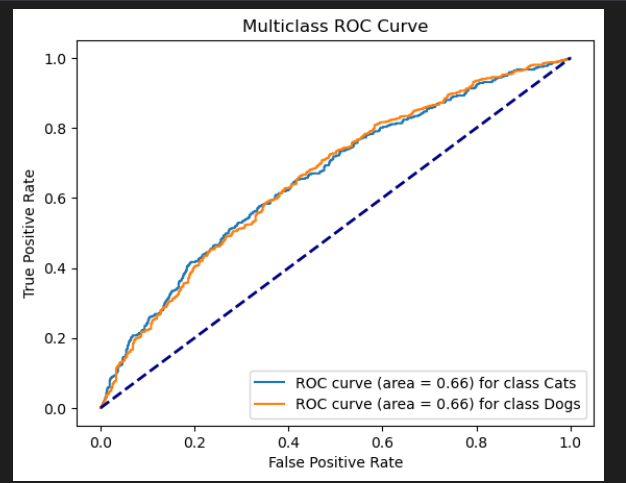 Multiclass ROC Curve
1.0
0.8
0.6
0.4
0.2
0.0
True Positive Rate
ROC curve (area = 0.66) for class Cats
ROC curve (area = 0.66) for class Dogs
0.0 0.2 0.4 0.6 0.8 1.0
False Positive Rate